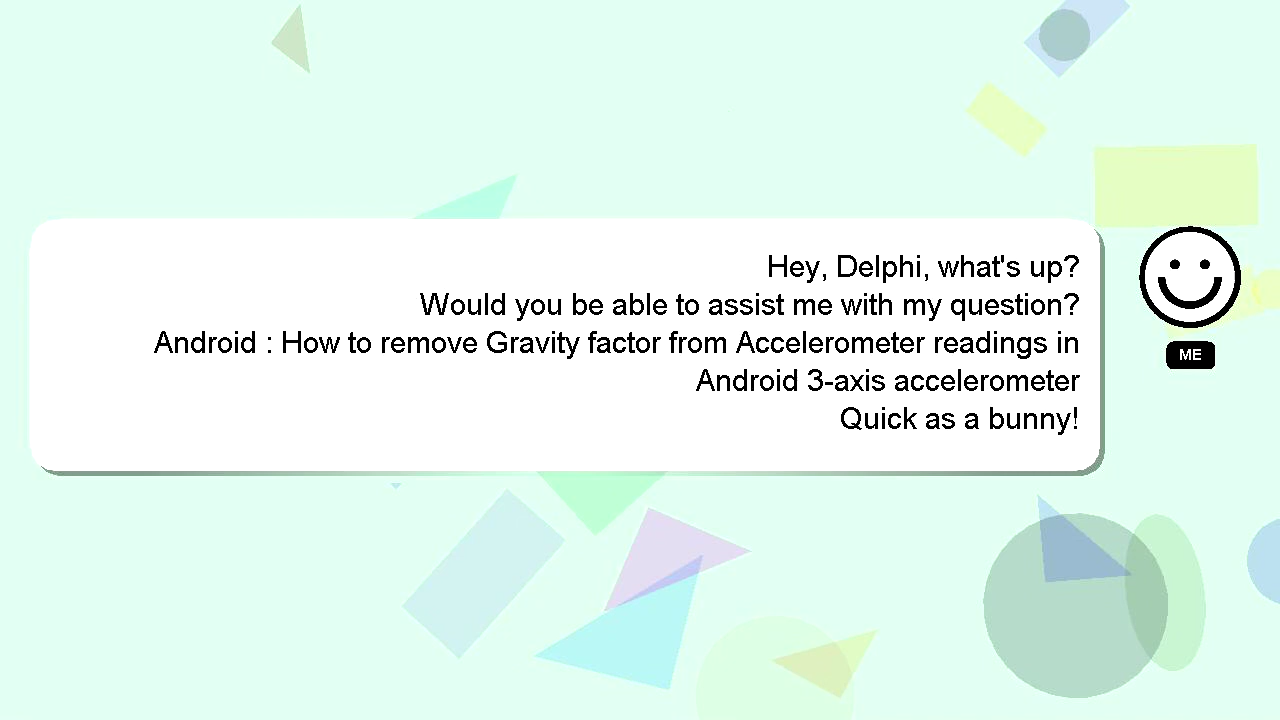 Hey, Delphi, what's up?
Would you be able to assist me with my question?
Android : How to remove Gravity factor from Accelerometer readings in
Android 3-axis accelerometer
Quick as a bunny!
ME